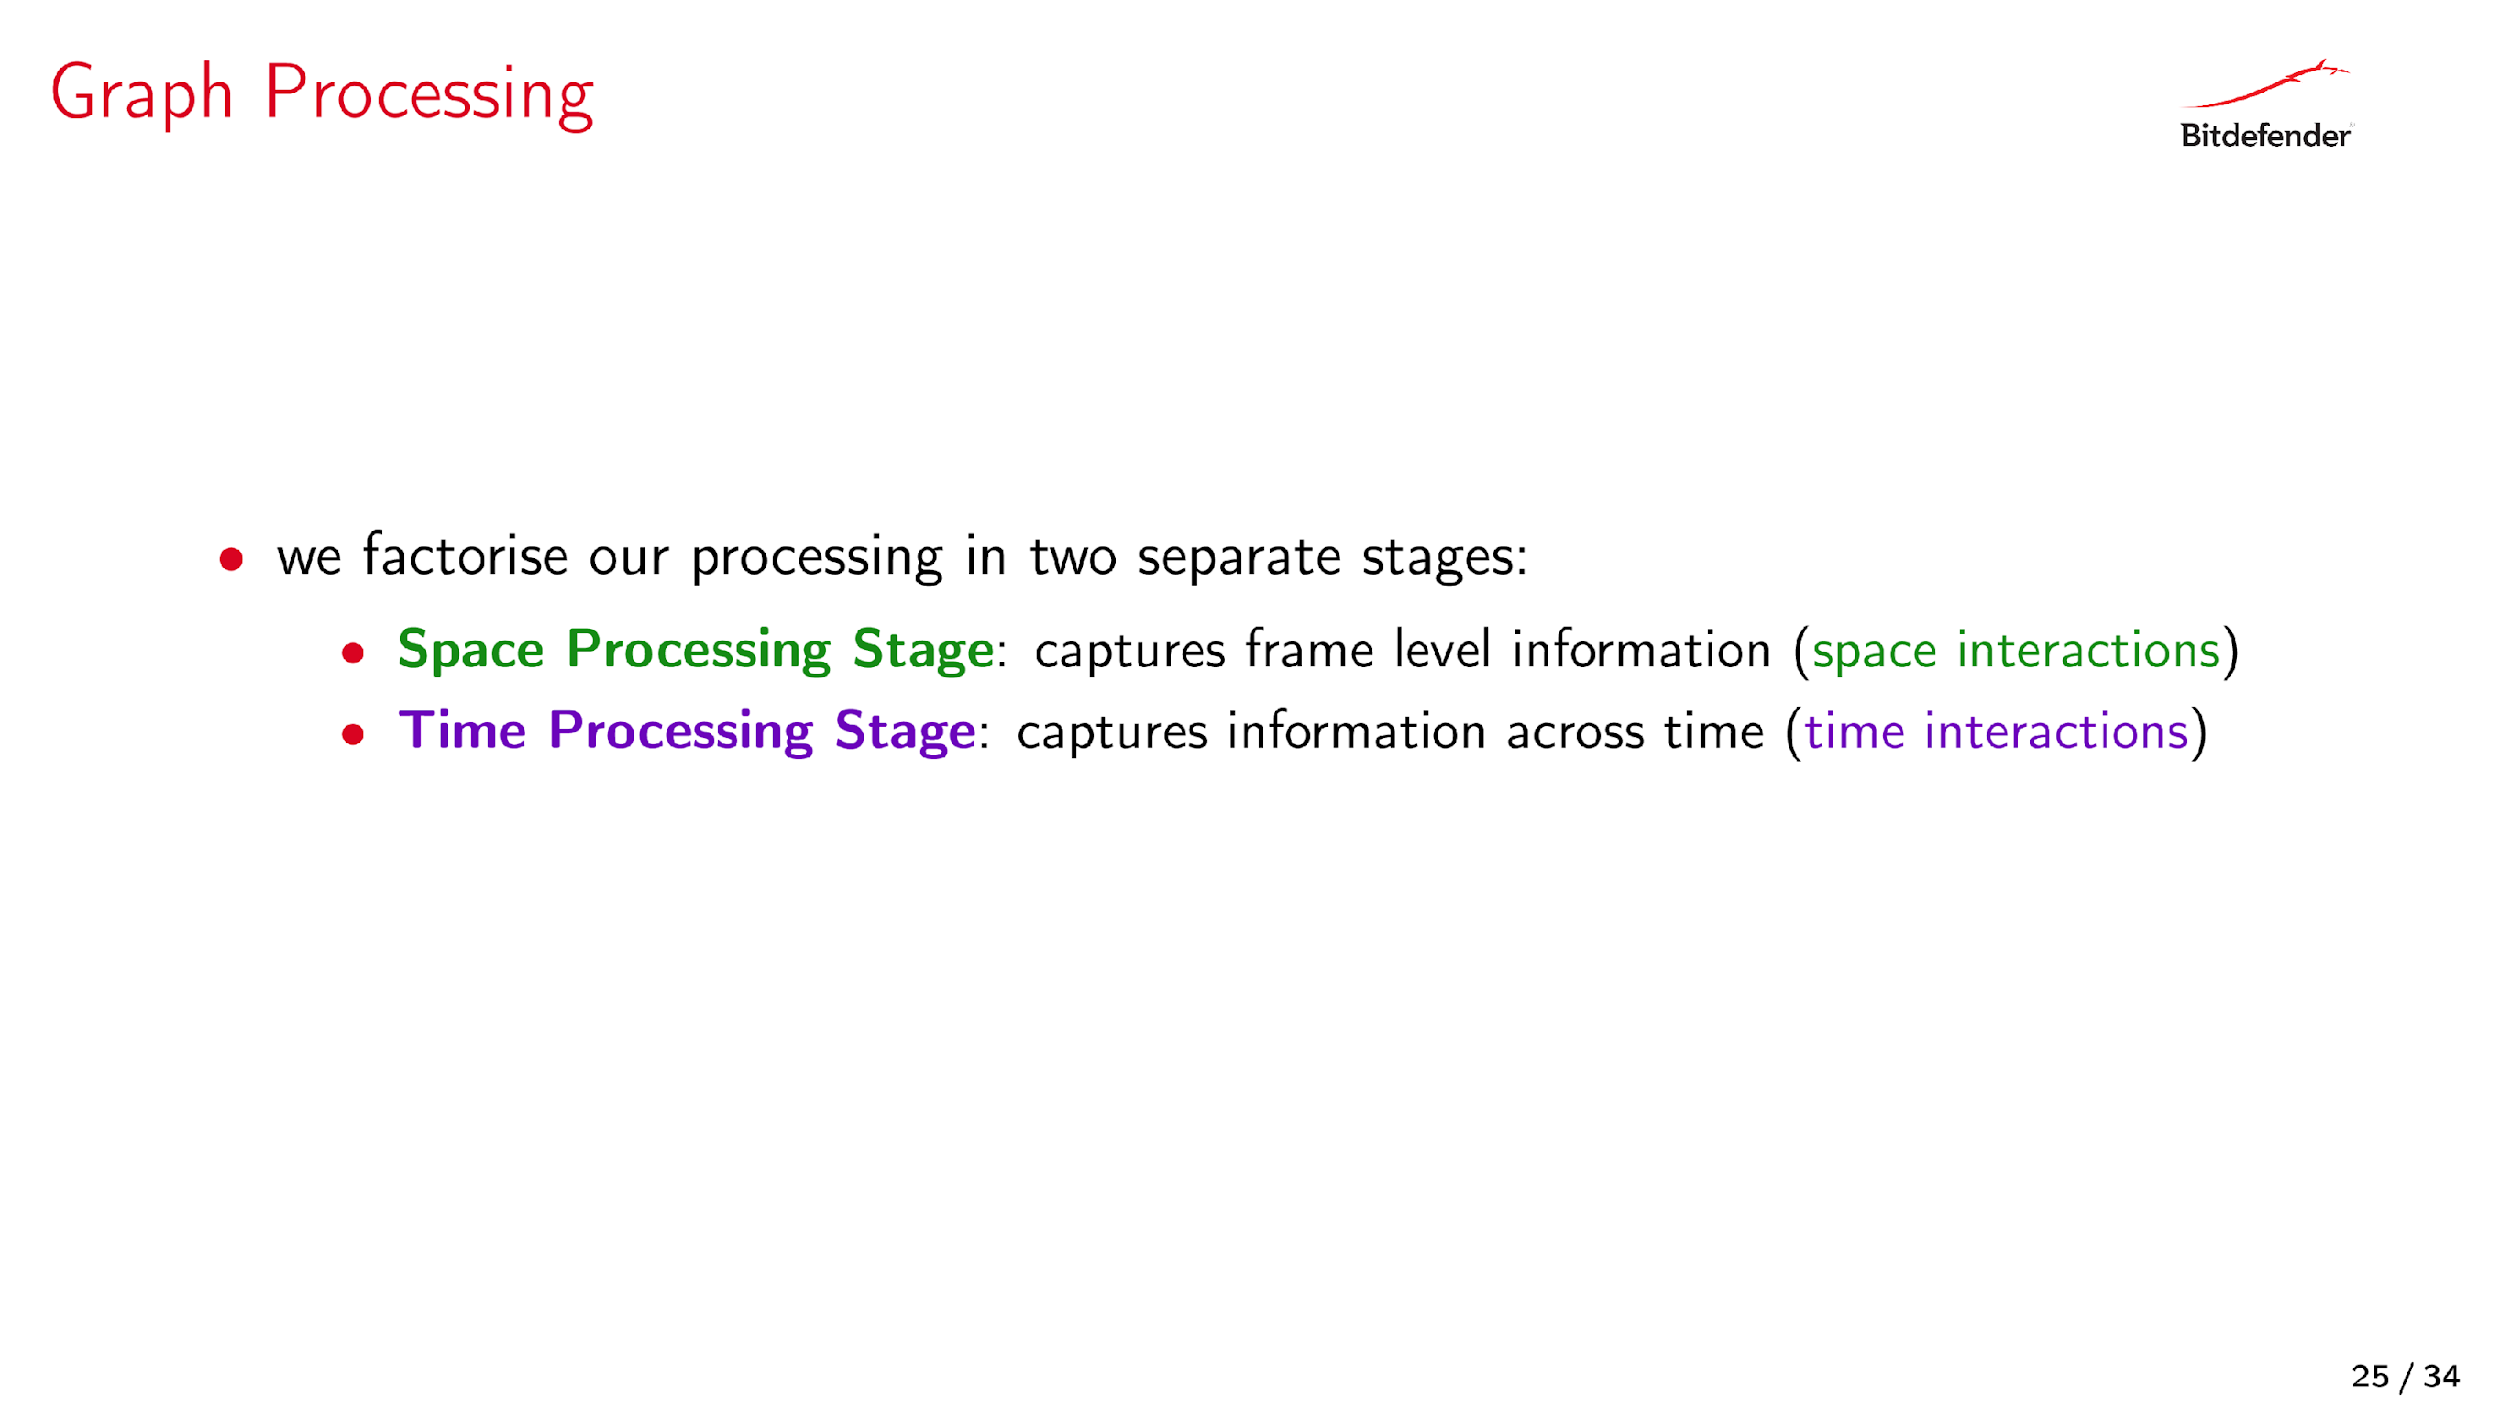 Graph Processing
Bitdefender
• we factorise our processing in two separate stages:
• Space Processing Stage: captures frame level information (space interactions)
• Time Processing Stage: captures information across time (time interactions)
25 / 34